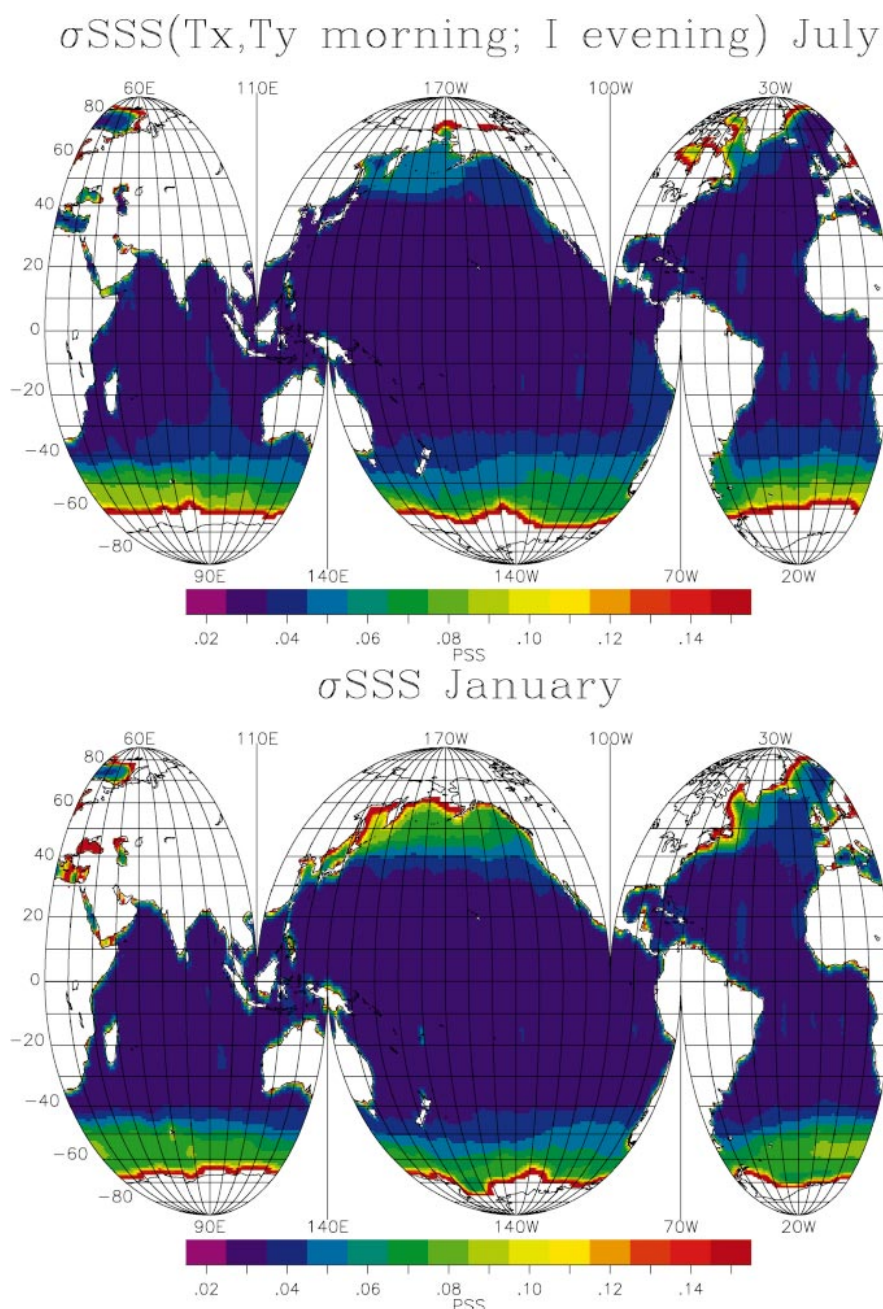 σSSS(Tx,Ty morning; I evening) July
60E 110E 170W 100W 30W
80
60
40
20
0
-20
-40
-60
-80
90E 140E 140W 70W 20W
.02 .04 .06 .08 .10 .12 .14
PSS
σSSS January
60E 110E 170W 100W 30W
80
60
40
20
0
-20
-40
-60
-80
90E 140E 140W 70W 20W
.02 .04 .06 .08 .10 .12 .14
PSS